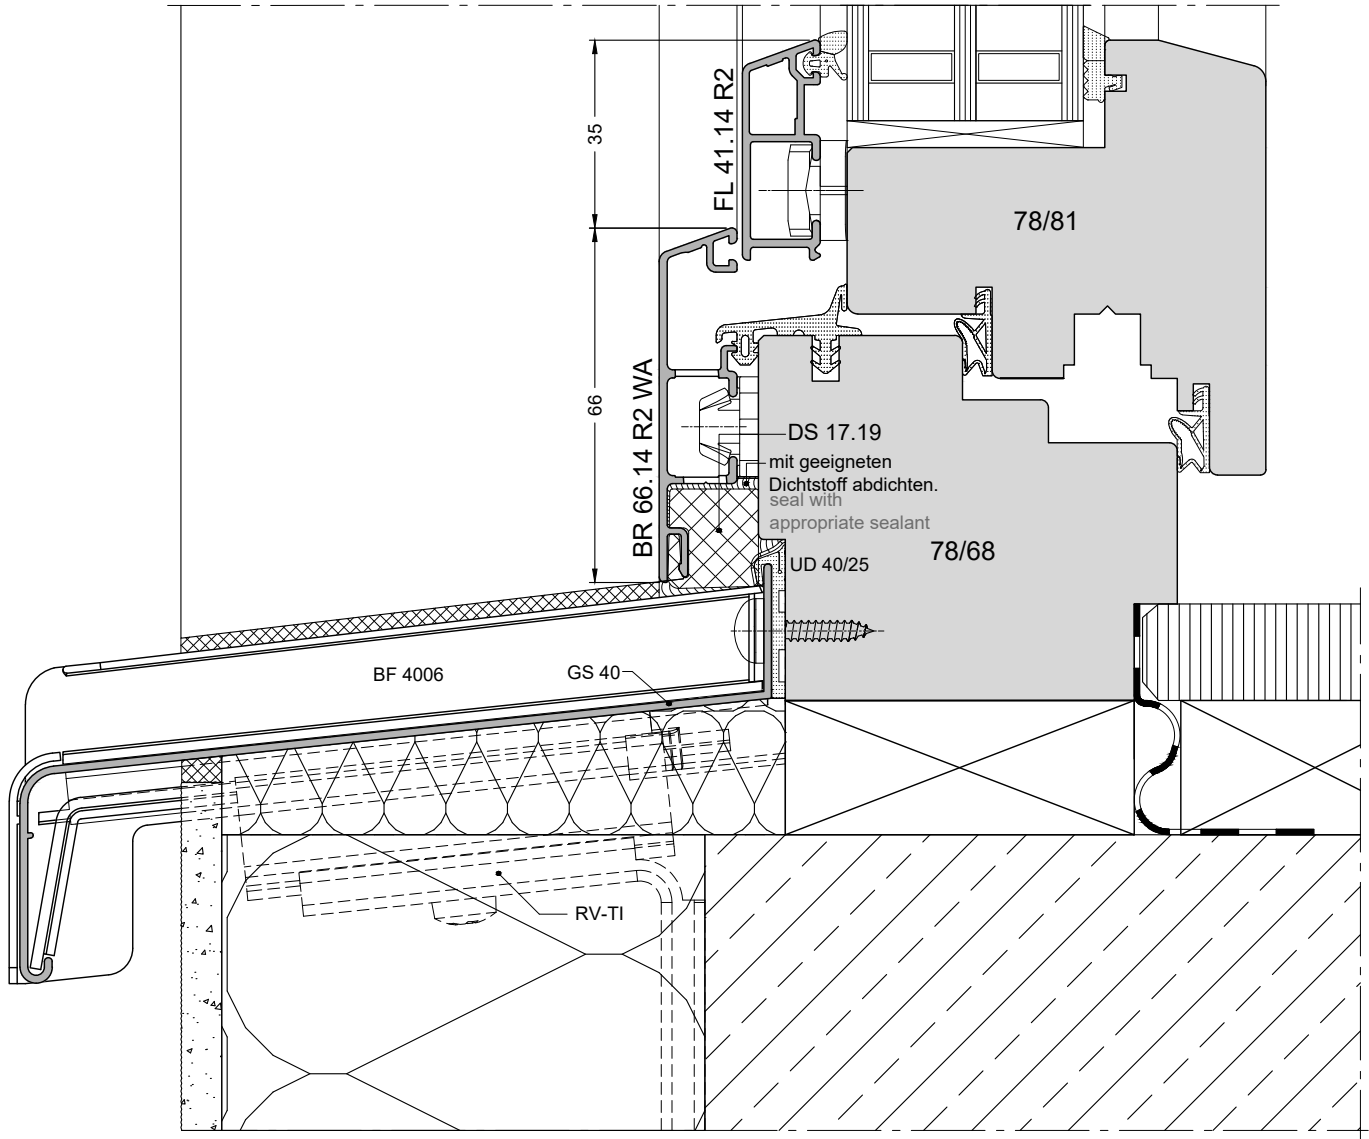 35
FL 41.14 R2
78/81
66
BR 66.14 R2 WA
DS 17.19
mit geeigneten
Dichtstoff abdichten.
seal with
appropriate sealant
78/68
UD 40/25
BF 4006
GS 40
RV-TI